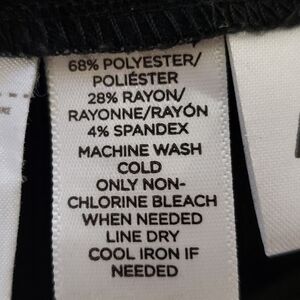 68% POLYESTER/
POLIÉSTER
28% RAYON/
RAYONNE/RAYÓN
4% SPANDEX
MACHINE WASH
COLD
ONLY NON-
CHLORINE BLEACH
WHEN NEEDED
LINE DRY
COOL IRON IF
NEEDED